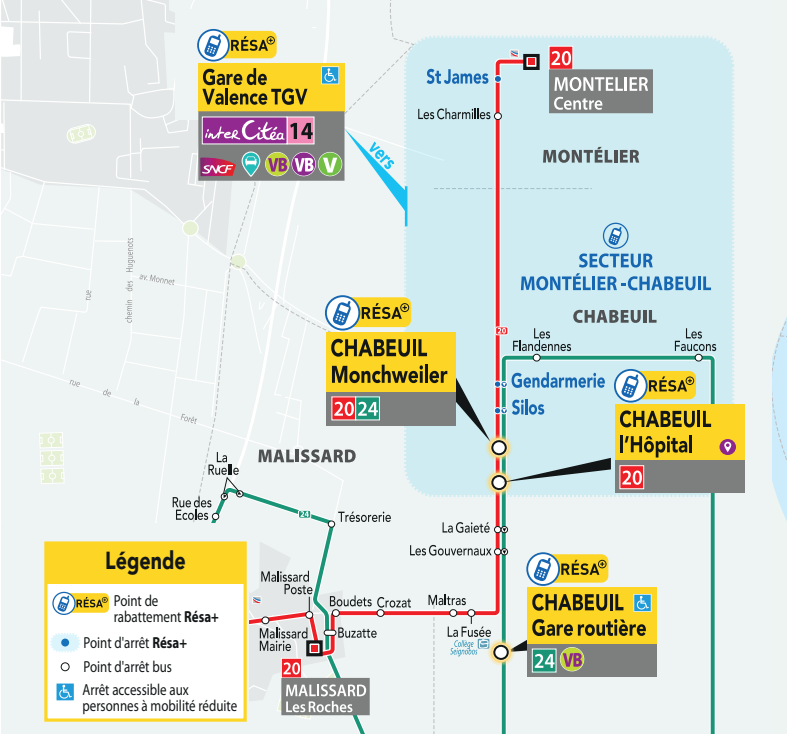 RÉSA+
Gare de
Valence TGV
interCitéa 14
SNCF VB VB V
vers
20
MONTELIER
Centre
St James
Les Charmilles
MONTÉLIER
SECTEUR
MONTÉLIER - CHABEUIL
CHABEUIL
20
Les
Flandennes
Les
Faucons
RÉSA+
CHABEUIL
Monchweiler
20 24
Gendarmerie
Silos
RÉSA+
CHABEUIL
l'Hôpital
20
rue
chemin des Huguenots
av. Monnet
rue de la Forêt
MALISSARD
La
Ruelle
Rue des
Ecoles
24
Trésorerie
La Gaieté
Les Gouvernaux
Malissard
Poste
Boudets
Crozat
Maltras
Malissard
Mairie
Buzatte
La Fusée
Collège
Seignobos
20
MALISSARD
Les Roches
RÉSA+
CHABEUIL
Gare routière
24 VB
Légende
RÉSA+ Point de
rabattement Résa+
Point d'arrêt Résa+
Point d'arrêt bus
Arrêt accessible aux
personnes à mobilité réduite